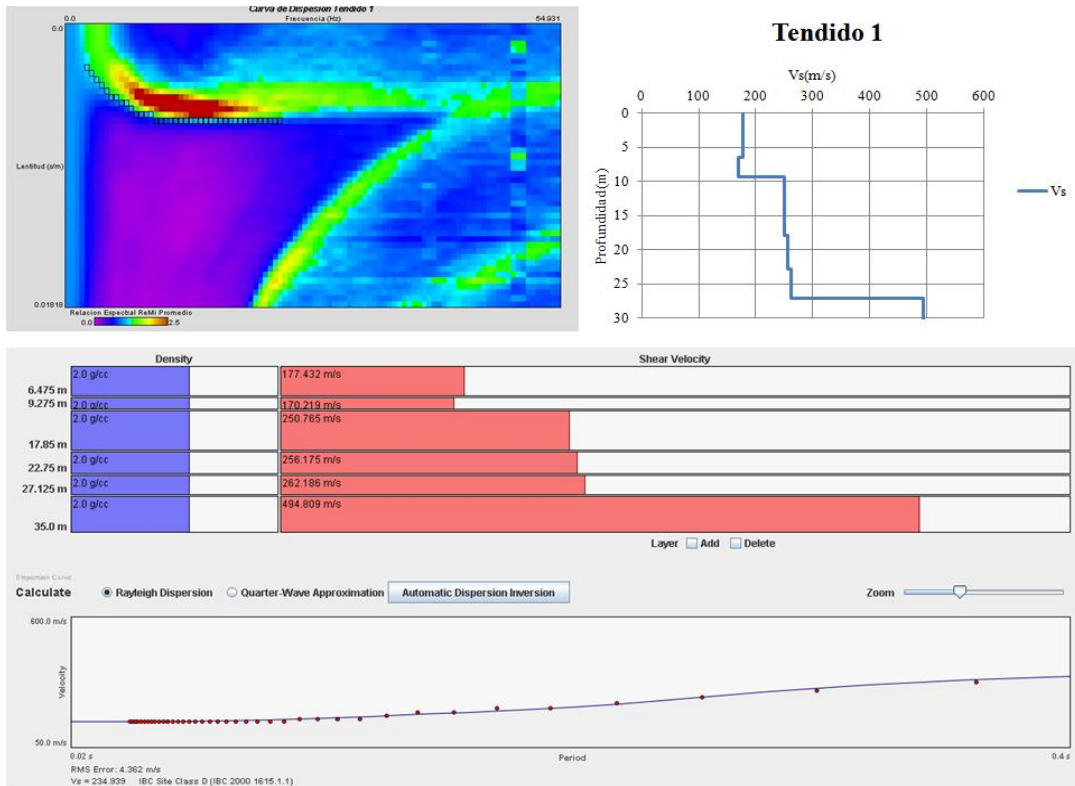 Curva de Dispesión Tendido 1
0.0 Frecuencia (Hz) 54.931
0.0
Lentitud (s/m)
0.01818
Relacion Espectral ReMi Promedio
0.0 2.5
Tendido 1
Vs(m/s)
0 100 200 300 400 500 600
Profundidad(m)
0
5
10
15
20
25
30
Vs
Density Shear Velocity
6.475 m 2.0 g/cc 177.432 m/s
9.275 m 2.0 g/cc 170.219 m/s
17.85 m 2.0 g/cc 250.765 m/s
22.75 m 2.0 g/cc 256.175 m/s
27.125 m 2.0 g/cc 262.186 m/s
35.0 m 2.0 g/cc 494.809 m/s
Layer Add Delete
Dispersion Curve
Calculate Rayleigh Dispersion Quarter-Wave Approximation Automatic Dispersion Inversion Zoom
600.0 m/s
Velocity
50.0 m/s
0.02 s Period 0.4 s
RMS Error: 4.362 m/s
Vs = 234.939 IBC Site Class D (IBC 2000 1615.1.1)